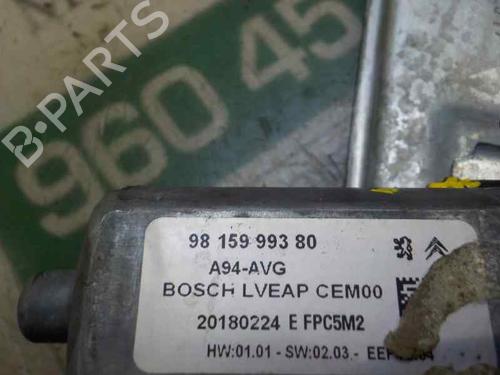 960 45
B-PARTS
98 159 993 80
A94-AVG
BOSCH LVEAP CEM00
20180224 E FPC5M2
HW:01.01 - SW:02.03.-